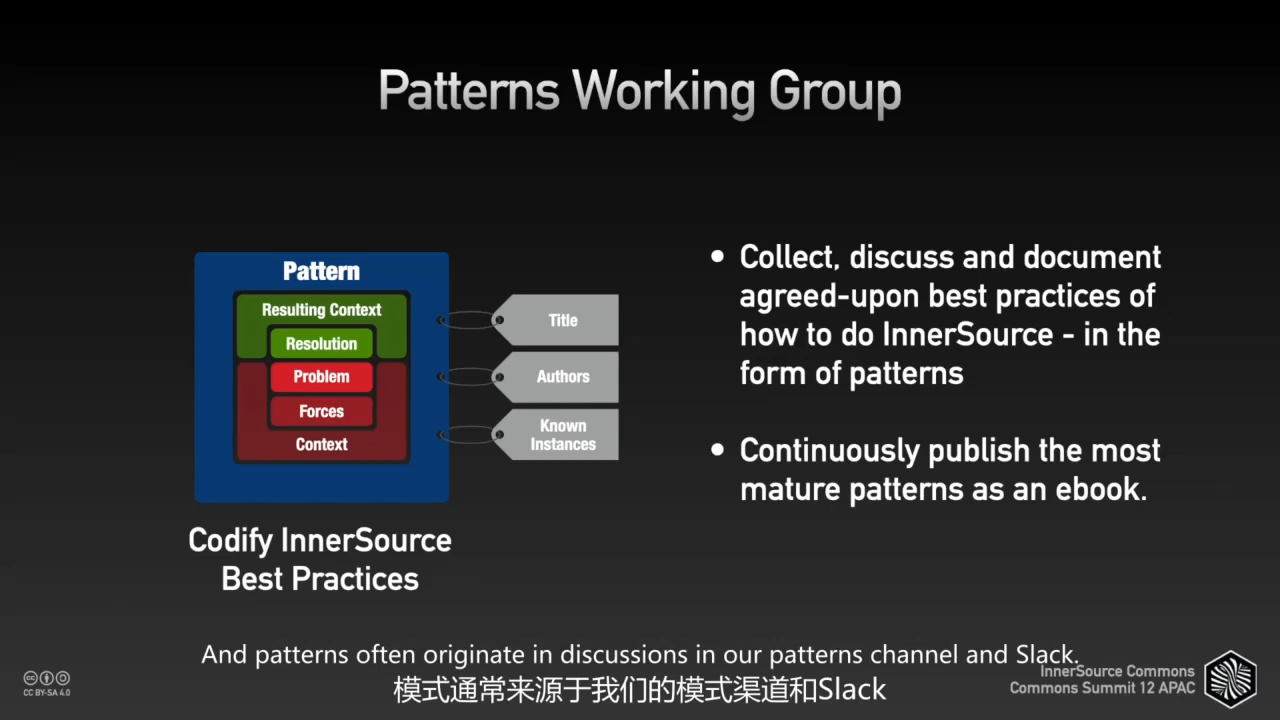 Patterns Working Group
Pattern
Resulting Context
Resolution
Problem
Forces
Context
Title
Authors
Known
Instances
Codify InnerSource
Best Practices
• Collect, discuss and document
agreed-upon best practices of
how to do InnerSource - in the
form of patterns
• Continuously publish the most
mature patterns as an ebook.
And patterns often originate in discussions in our patterns channel and Slack.
模式通常来源于我们的模式渠道和Slack
CC BY-SA 4.0
InnerSource Commons
Commons Summit 12 APAC